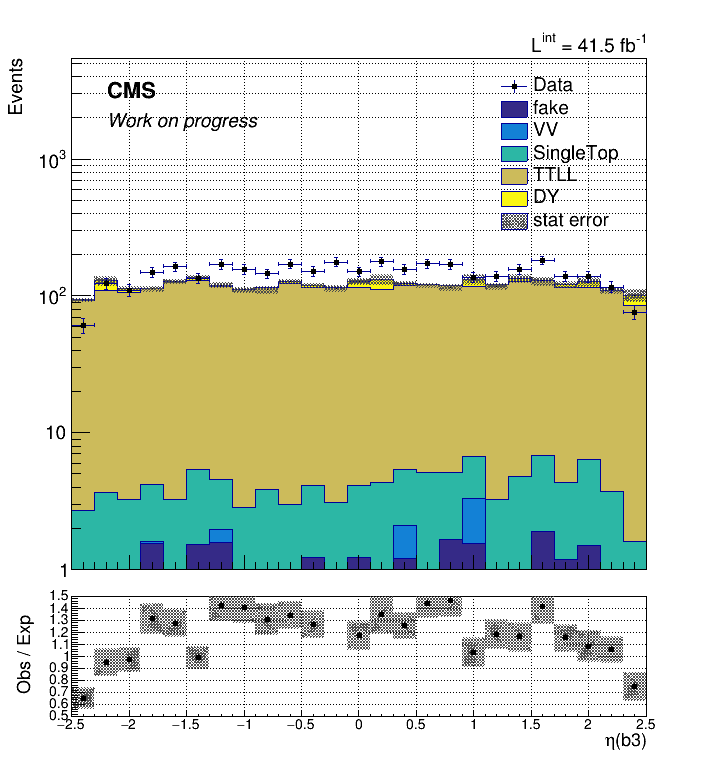 L^int = 41.5 fb^-1
Events
CMS
Work on progress
Data
fake
VV
SingleTop
TTLL
DY
stat error
10^3
10^2
10
1
Obs / Exp
1.5
1.4
1.3
1.2
1.1
1
0.9
0.8
0.7
0.6
0.5
−2.5 −2 −1.5 −1 −0.5 0 0.5 1 1.5 2 2.5
η(b3)